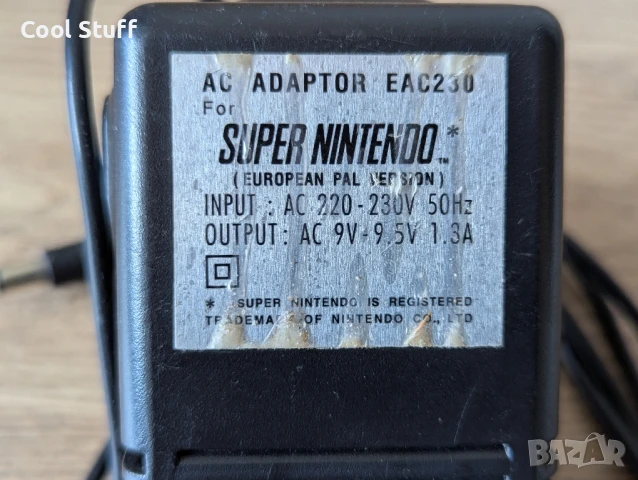 Cool Stuff
AC ADAPTOR EAC230
For
SUPER NINTENDO™*
(EUROPEAN PAL VERSION)
INPUT : AC 220-230V 50Hz
OUTPUT: AC 9V-9.5V 1.3A
* SUPER NINTENDO IS REGISTERED
TRADEMARK OF NINTENDO CO., LTD
BAZAR